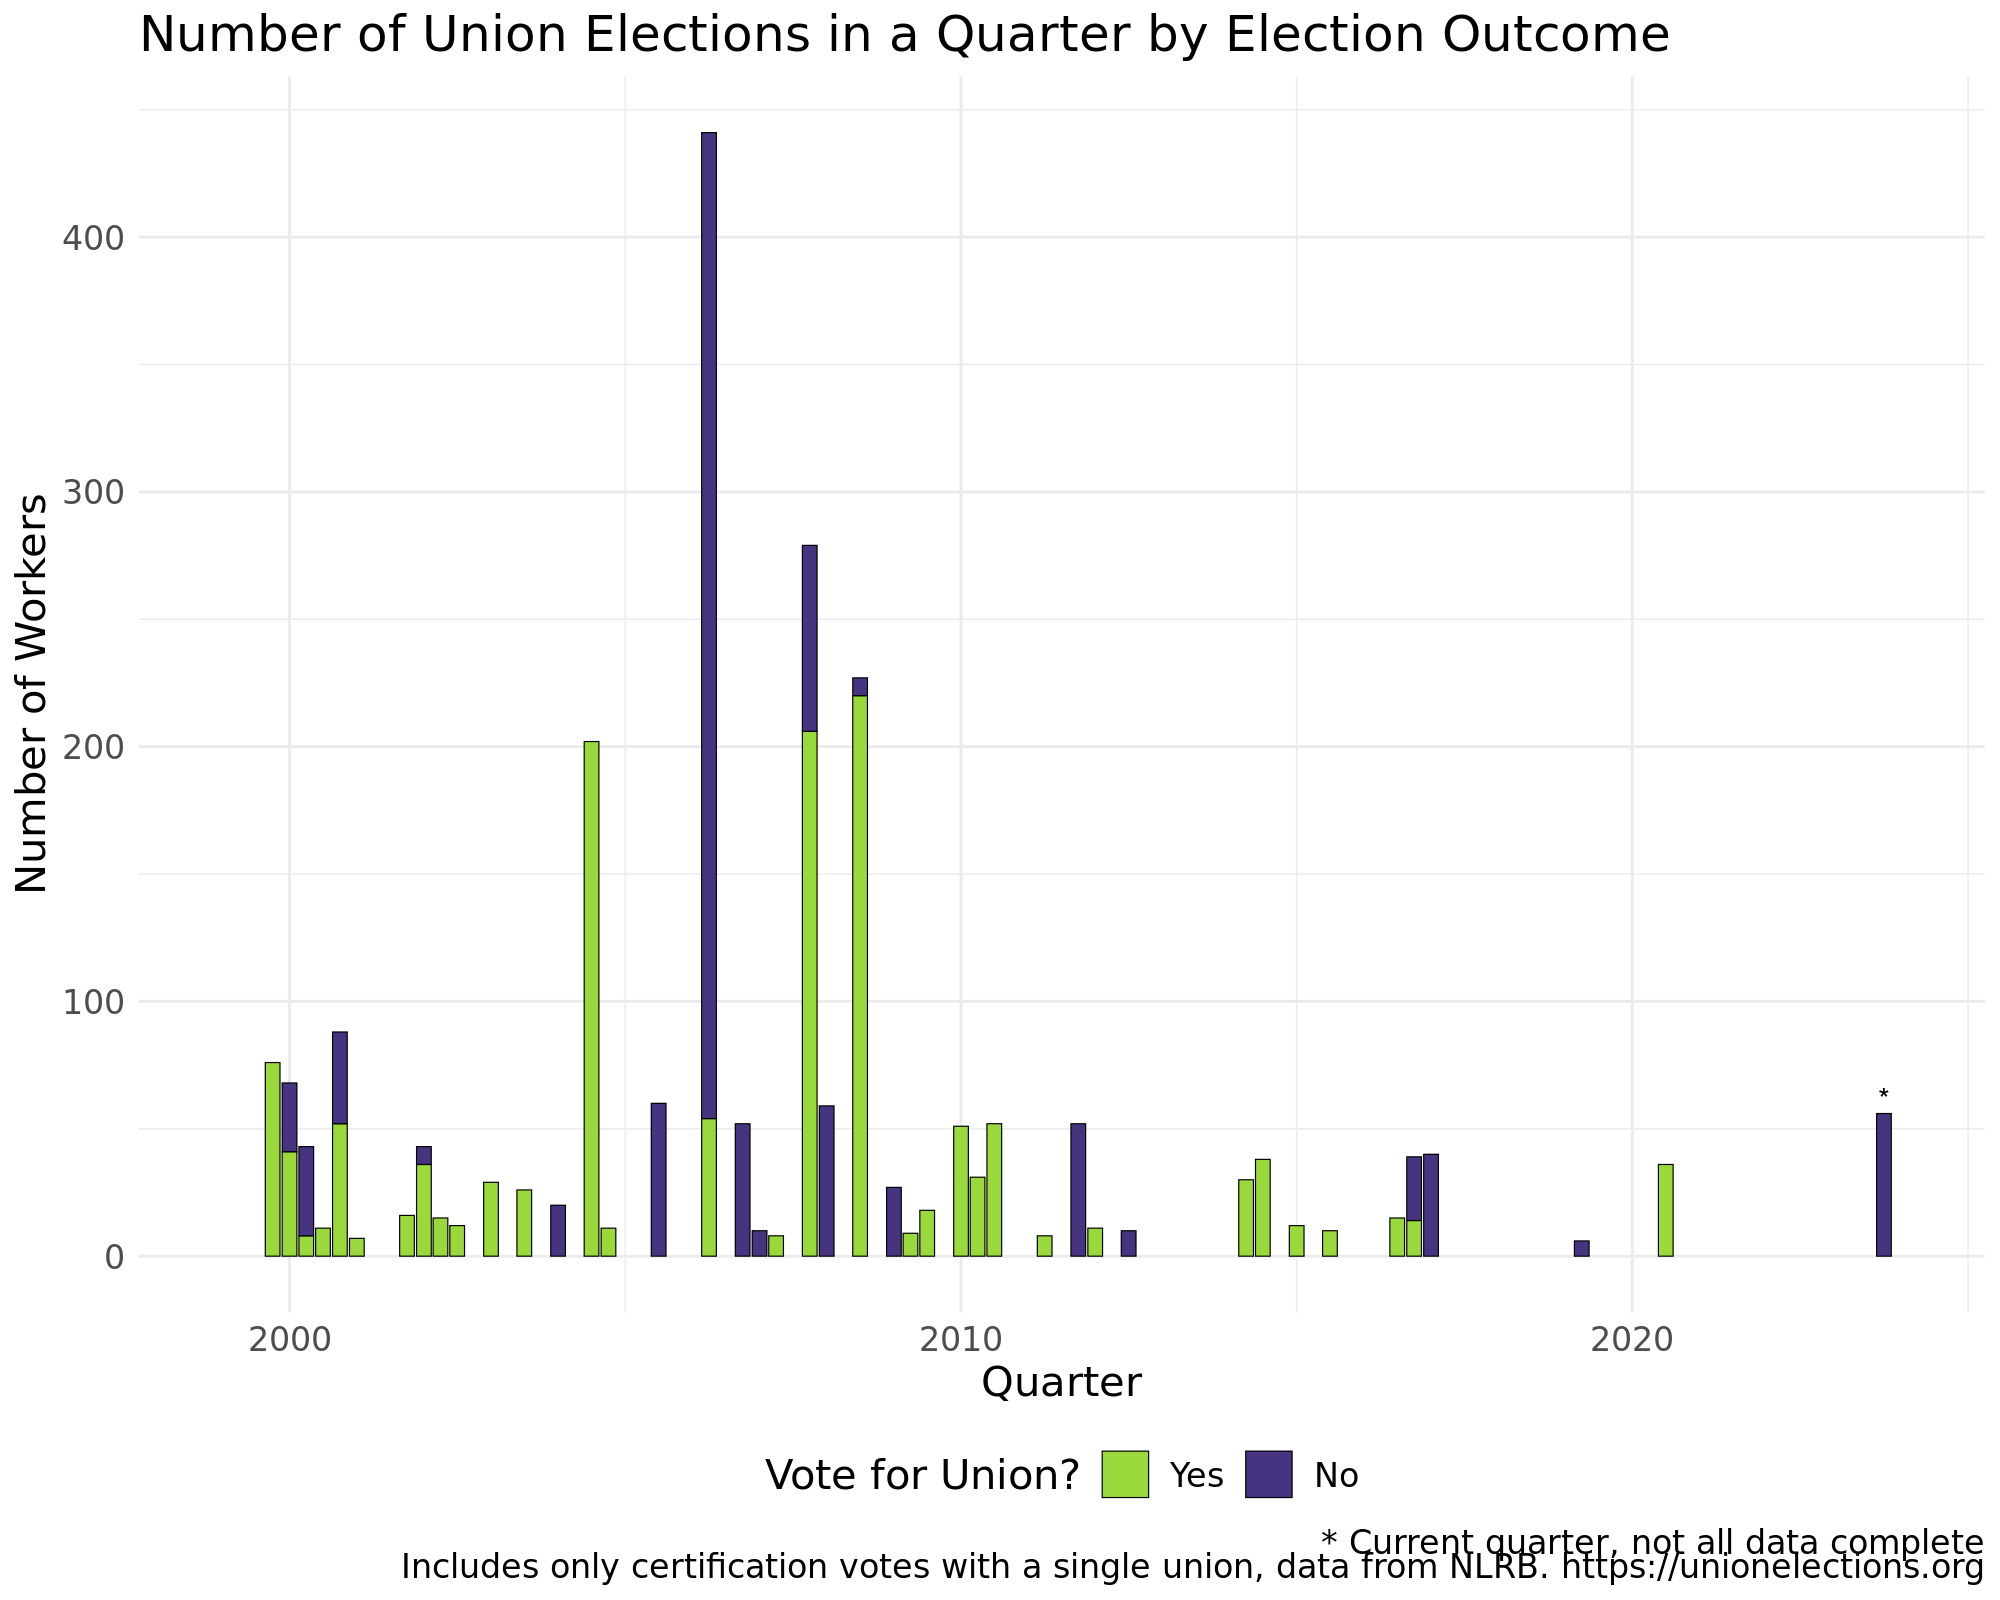 Number of Union Elections in a Quarter by Election Outcome
Number of Workers
400
300
200
100
0
*
2000 2010 2020
Quarter
Vote for Union? Yes No
* Current quarter, not all data complete
Includes only certification votes with a single union, data from NLRB. https://unionelections.org